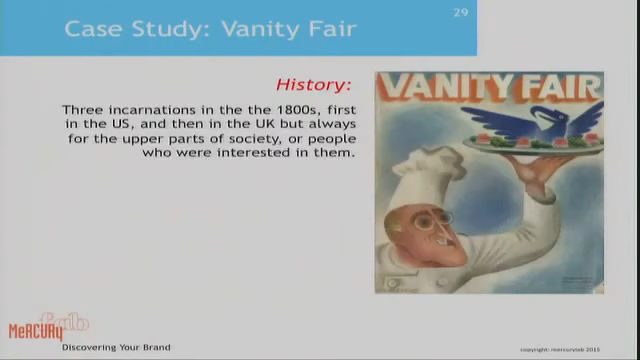 29
Case Study: Vanity Fair
History:
Three incarnations in the the 1800s, first
in the US, and then in the UK but always
for the upper parts of society, or people
who were interested in them.
VANITY FAIR
MeRCURy lab
Discovering Your Brand
copyright: mercurylab 2015